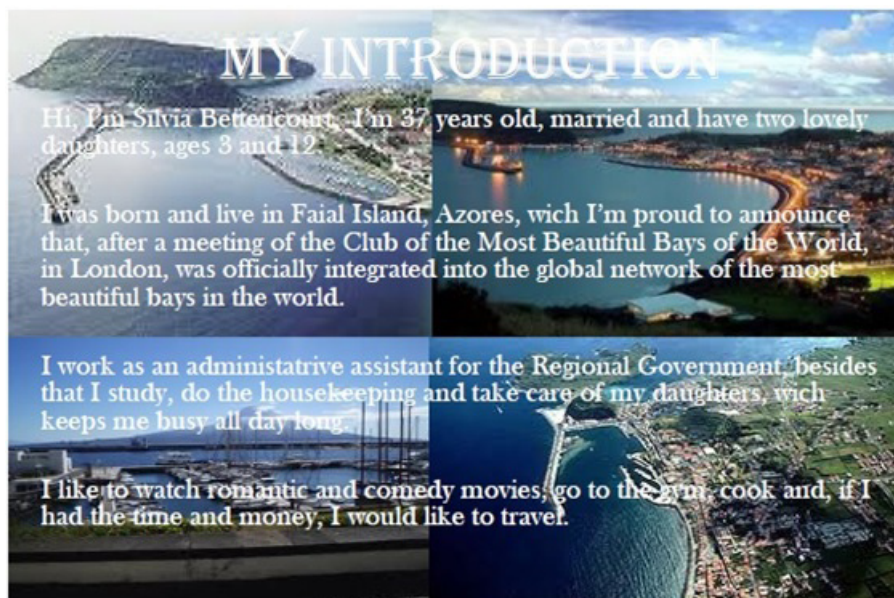 MY INTRODUCTION
Hi, I'm Silvia Bettencourt, I'm 37 years old, married and have two lovely
daughters, ages 3 and 12.
I was born and live in Faial Island, Azores, wich I'm proud to announce
that, after a meeting of the Club of the Most Beautiful Bays of the World,
in London, was officially integrated into the global network of the most
beautiful bays in the world.
I work as an administatrive assistant for the Regional Government, besides
that I study, do the housekeeping and take care of my daughters, wich
keeps me busy all day long.
I like to watch romantic and comedy movies, go to the gym, cook and, if I
had the time and money, I would like to travel.